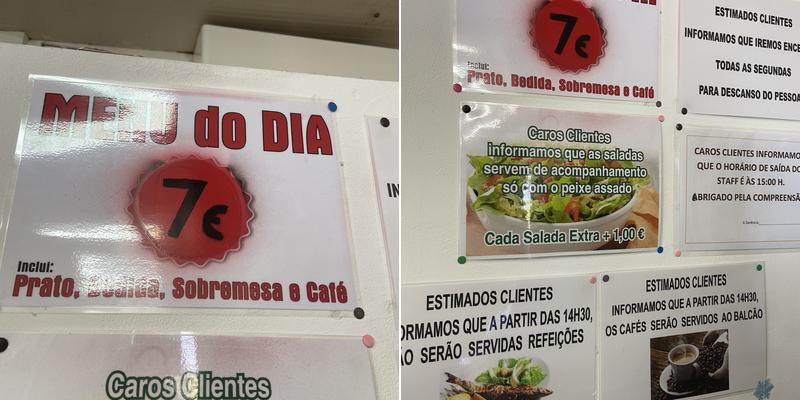 MENU do DIA
7€
Inclui:
Prato, Bedida, Sobremesa e Café
Caros Clientes
7€
Inclui:
Prato, Bedida, Sobremesa e Café
Caros Clientes
informamos que as saladas
servem de acompanhamento
só com o peixe assado
Cada Salada Extra + 1,00 €
ESTIMADOS CLIENTES
INFORMAMOS QUE IREMOS ENCE
TODAS AS SEGUNDAS
PARA DESCANSO DO PESSOA
CAROS CLIENTES INFORMAMO
QUE O HORÁRIO DE SAÍDA DO
STAFF É ÀS 15:00 H.
ABRIGADO PELA COMPREENSÃ
ESTIMADOS CLIENTES
ORMAMOS QUE A PARTIR DAS 14H30,
ÃO SERÃO SERVIDAS REFEIÇÕES
ESTIMADOS CLIENTES
INFORMAMOS QUE A PARTIR DAS 14H30,
OS CAFÉS SERÃO SERVIDOS AO BALCÃO